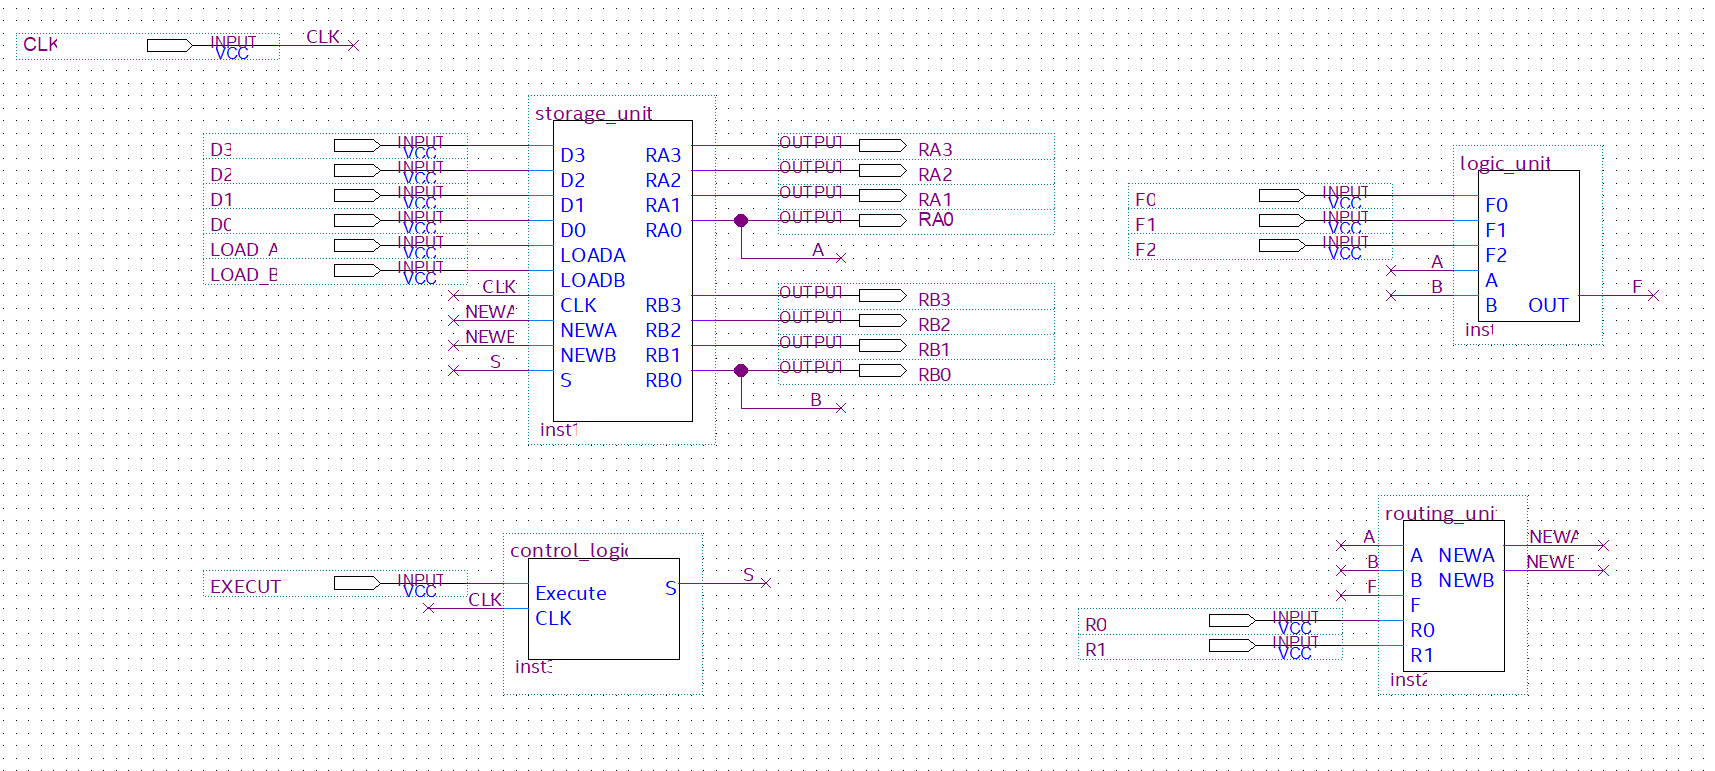 CLK INPUT VCC CLK
storage_unit
D3 INPUT VCC D3 RA3 OUTPUT RA3
D2 INPUT VCC D2 RA2 OUTPUT RA2
D1 INPUT VCC D1 RA1 OUTPUT RA1
D0 INPUT VCC D0 RA0 OUTPUT RA0
LOAD_A INPUT VCC LOADA A
LOAD_B INPUT VCC LOADB
CLK CLK RB3 OUTPUT RB3
NEWA NEWA RB2 OUTPUT RB2
NEWB NEWB RB1 OUTPUT RB1
S S RB0 OUTPUT RB0
B
inst1
logic_unit
F0 INPUT VCC F0
F1 INPUT VCC F1
F2 INPUT VCC F2
A A
B B OUT F
inst
control_logic
EXECUT INPUT VCC Execute S S
CLK CLK
inst3
routing_uni
A A NEWA NEWA
B B NEWB NEWB
F F
R0 INPUT VCC R0
R1 INPUT VCC R1
inst2